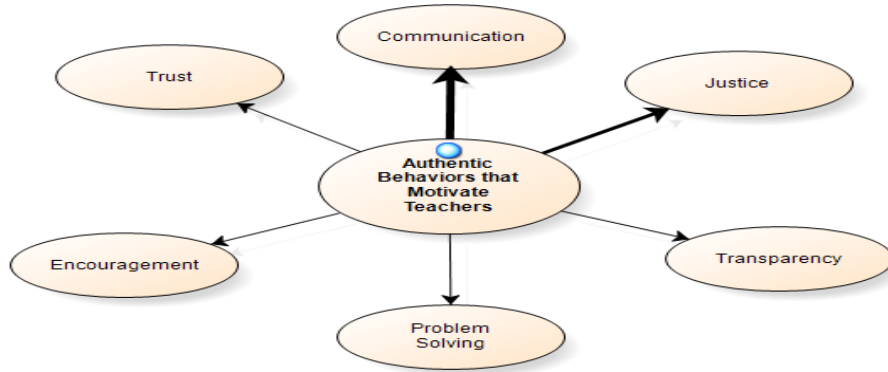 Communication
Trust
Justice
Authentic
Behaviors that
Motivate
Teachers
Encouragement
Transparency
Problem
Solving